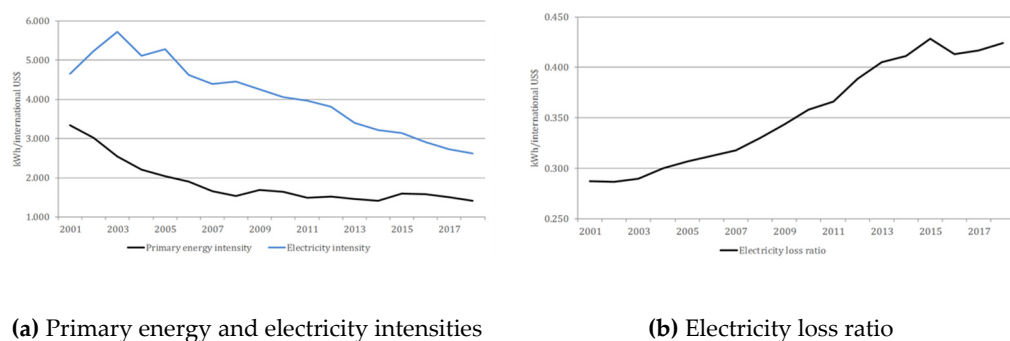 6.000
5.000
4.000
3.000
2.000
1.000
kWh/international US$
2001 2003 2005 2007 2009 2011 2013 2015 2017
Primary energy intensity Electricity intensity
(a) Primary energy and electricity intensities
0.450
0.400
0.350
0.300
0.250
kWh/international US$
2001 2003 2005 2007 2009 2011 2013 2015 2017
Electricity loss ratio
(b) Electricity loss ratio